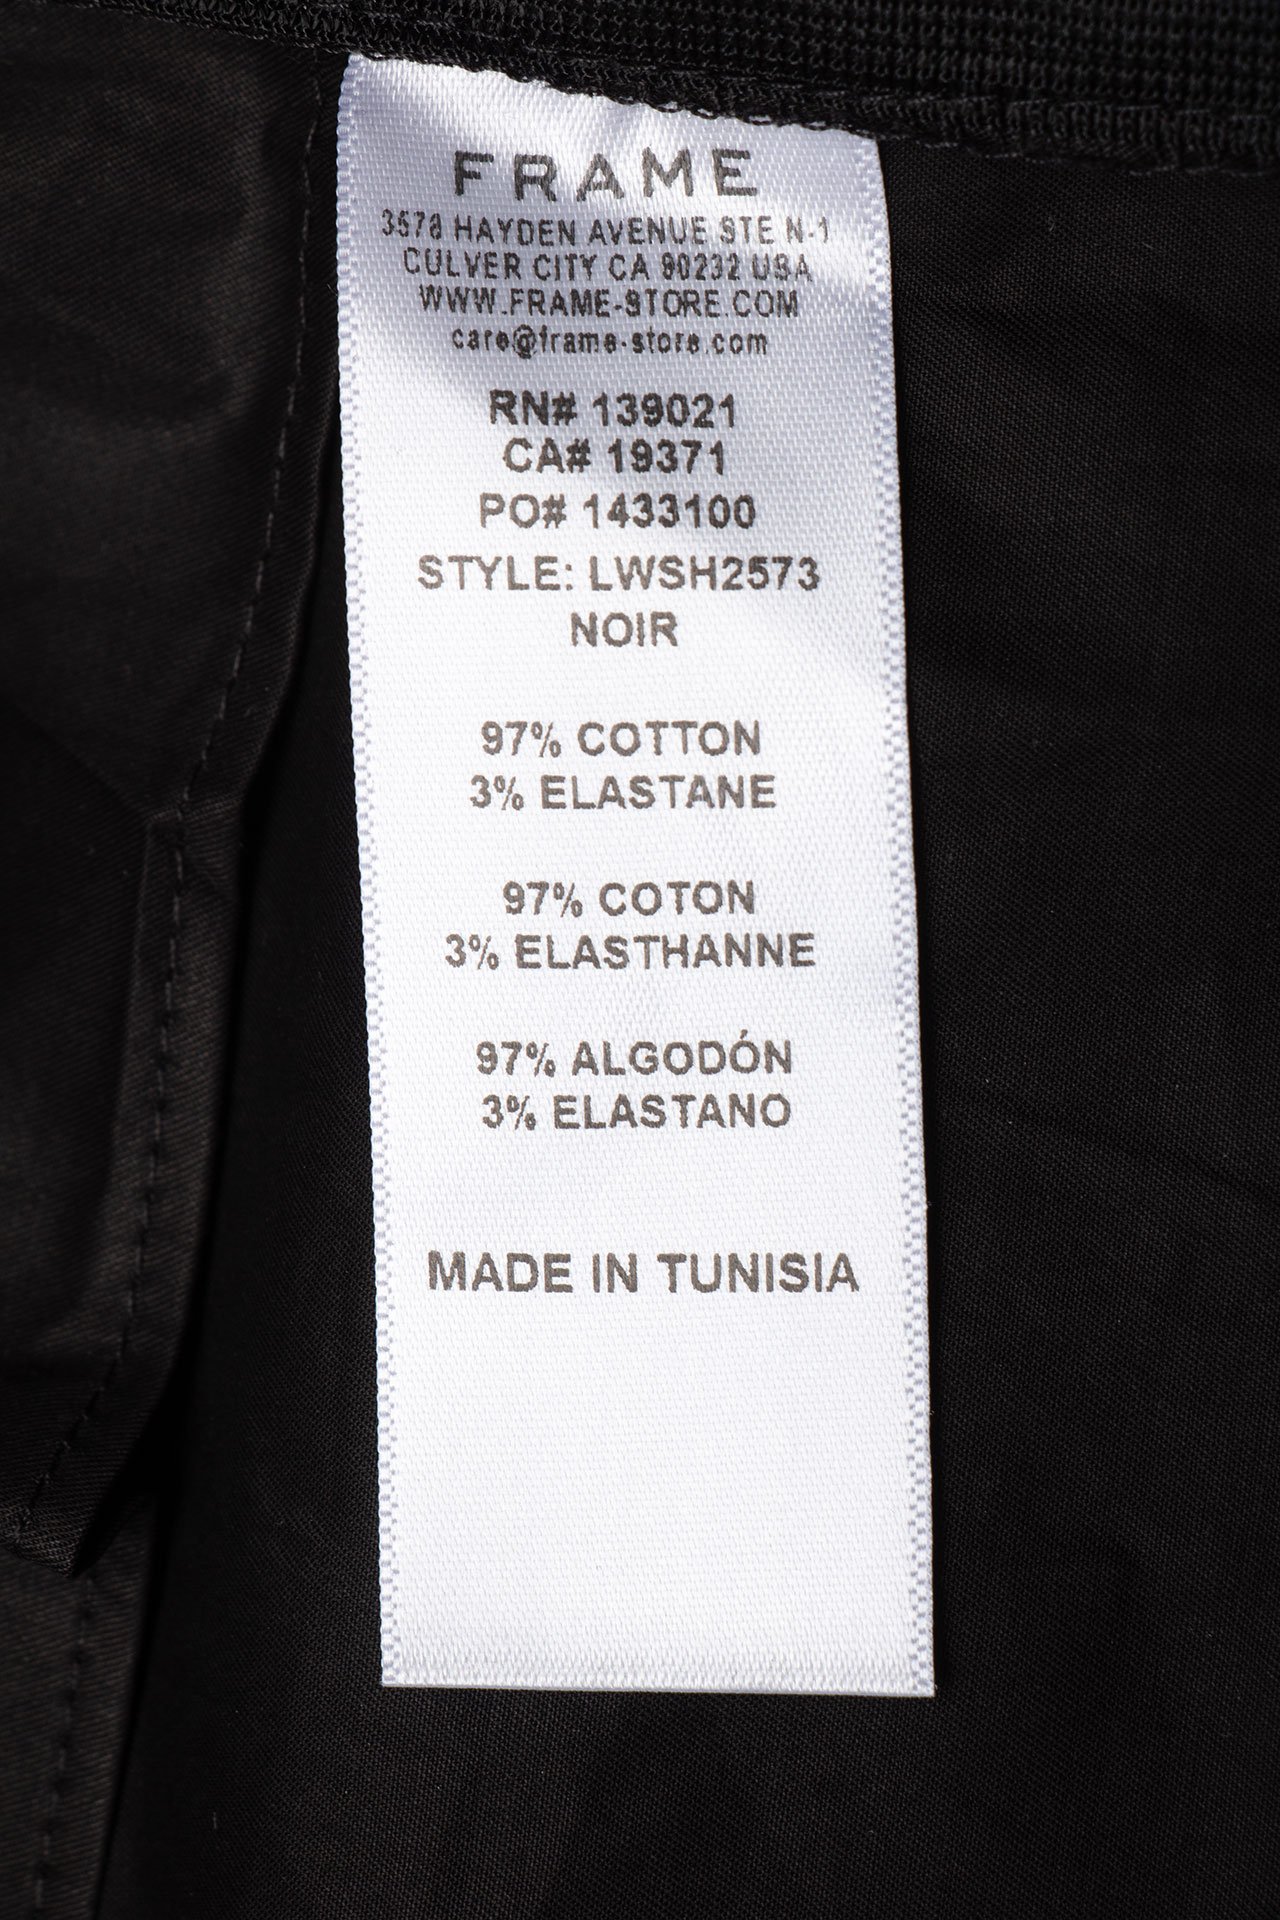 FRAME
3578 HAYDEN AVENUE STE N-1
CULVER CITY CA 90232 USA
WWW.FRAME-STORE.COM
care@frame-store.com
RN# 139021
CA# 19371
PO# 1433100
STYLE: LWSH2573
NOIR
97% COTTON
3% ELASTANE
97% COTON
3% ELASTHANNE
97% ALGODÓN
3% ELASTANO
MADE IN TUNISIA